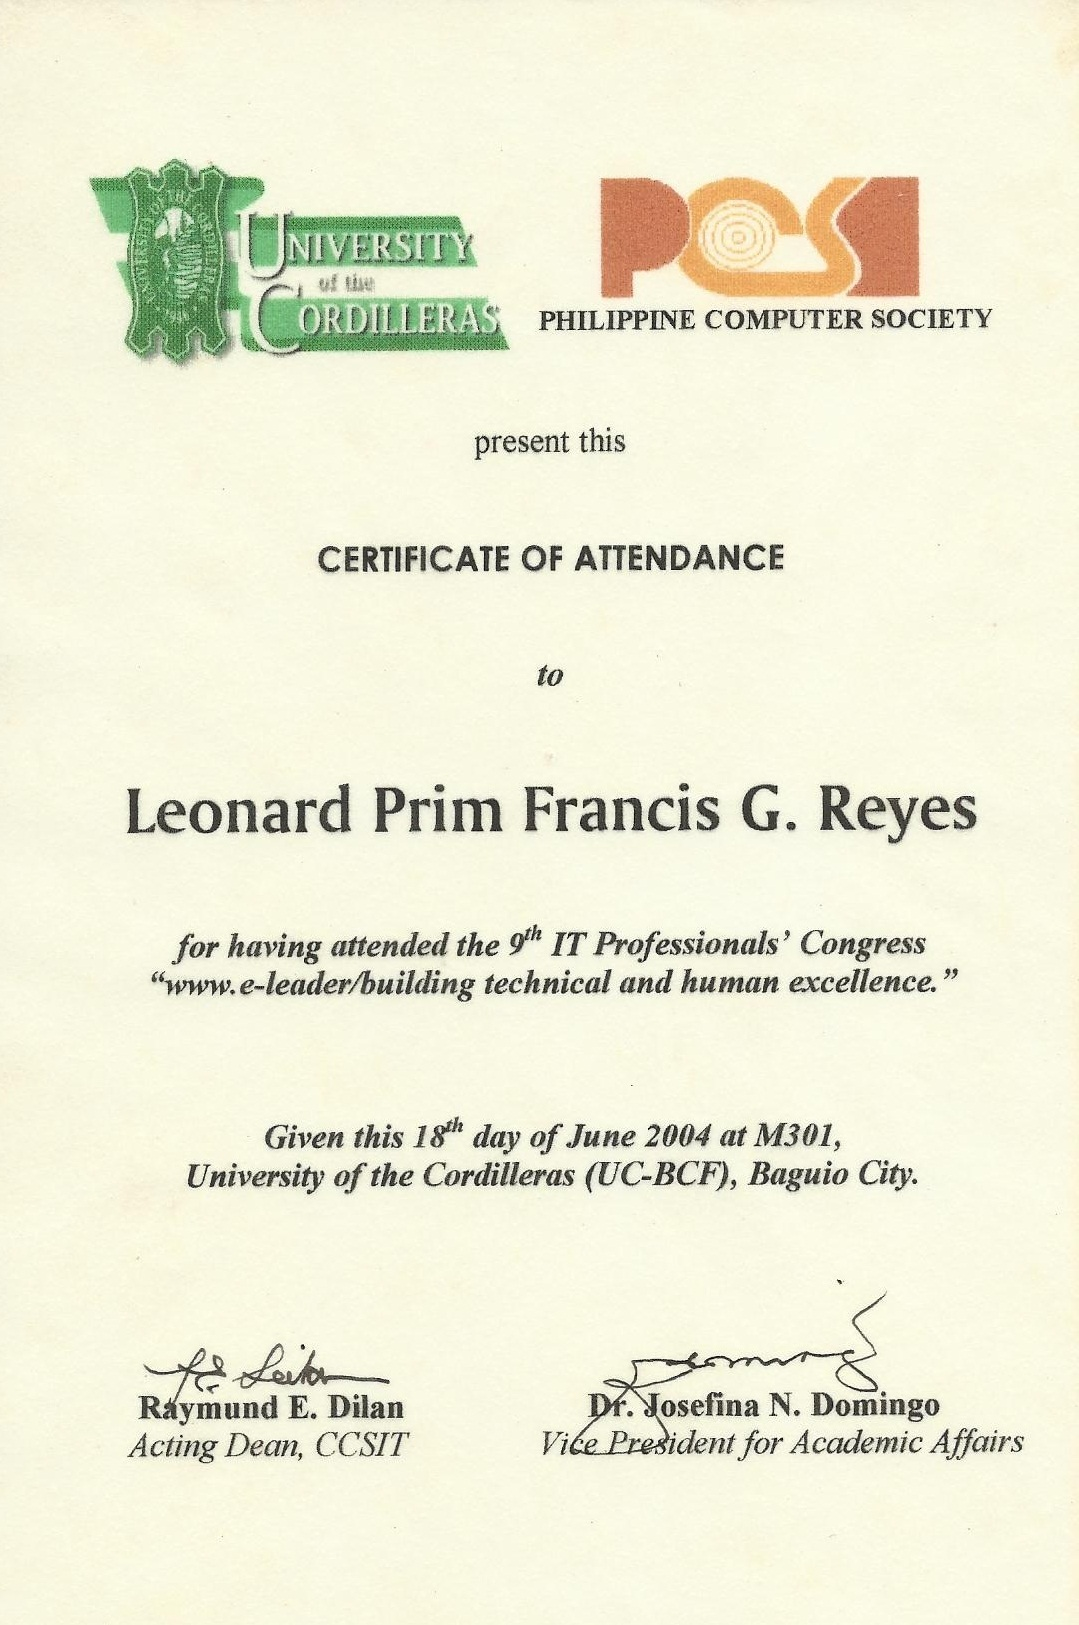 UNIVERSITY
of the
CORDILLERAS
PCS
PHILIPPINE COMPUTER SOCIETY
present this
CERTIFICATE OF ATTENDANCE
to
Leonard Prim Francis G. Reyes
for having attended the 9th IT Professionals' Congress
“www.e-leader/building technical and human excellence.”
Given this 18th day of June 2004 at M301,
University of the Cordilleras (UC-BCF), Baguio City.
Raymund E. Dilan
Dr. Josefina N. Domingo
Acting Dean, CCSIT
Vice President for Academic Affairs